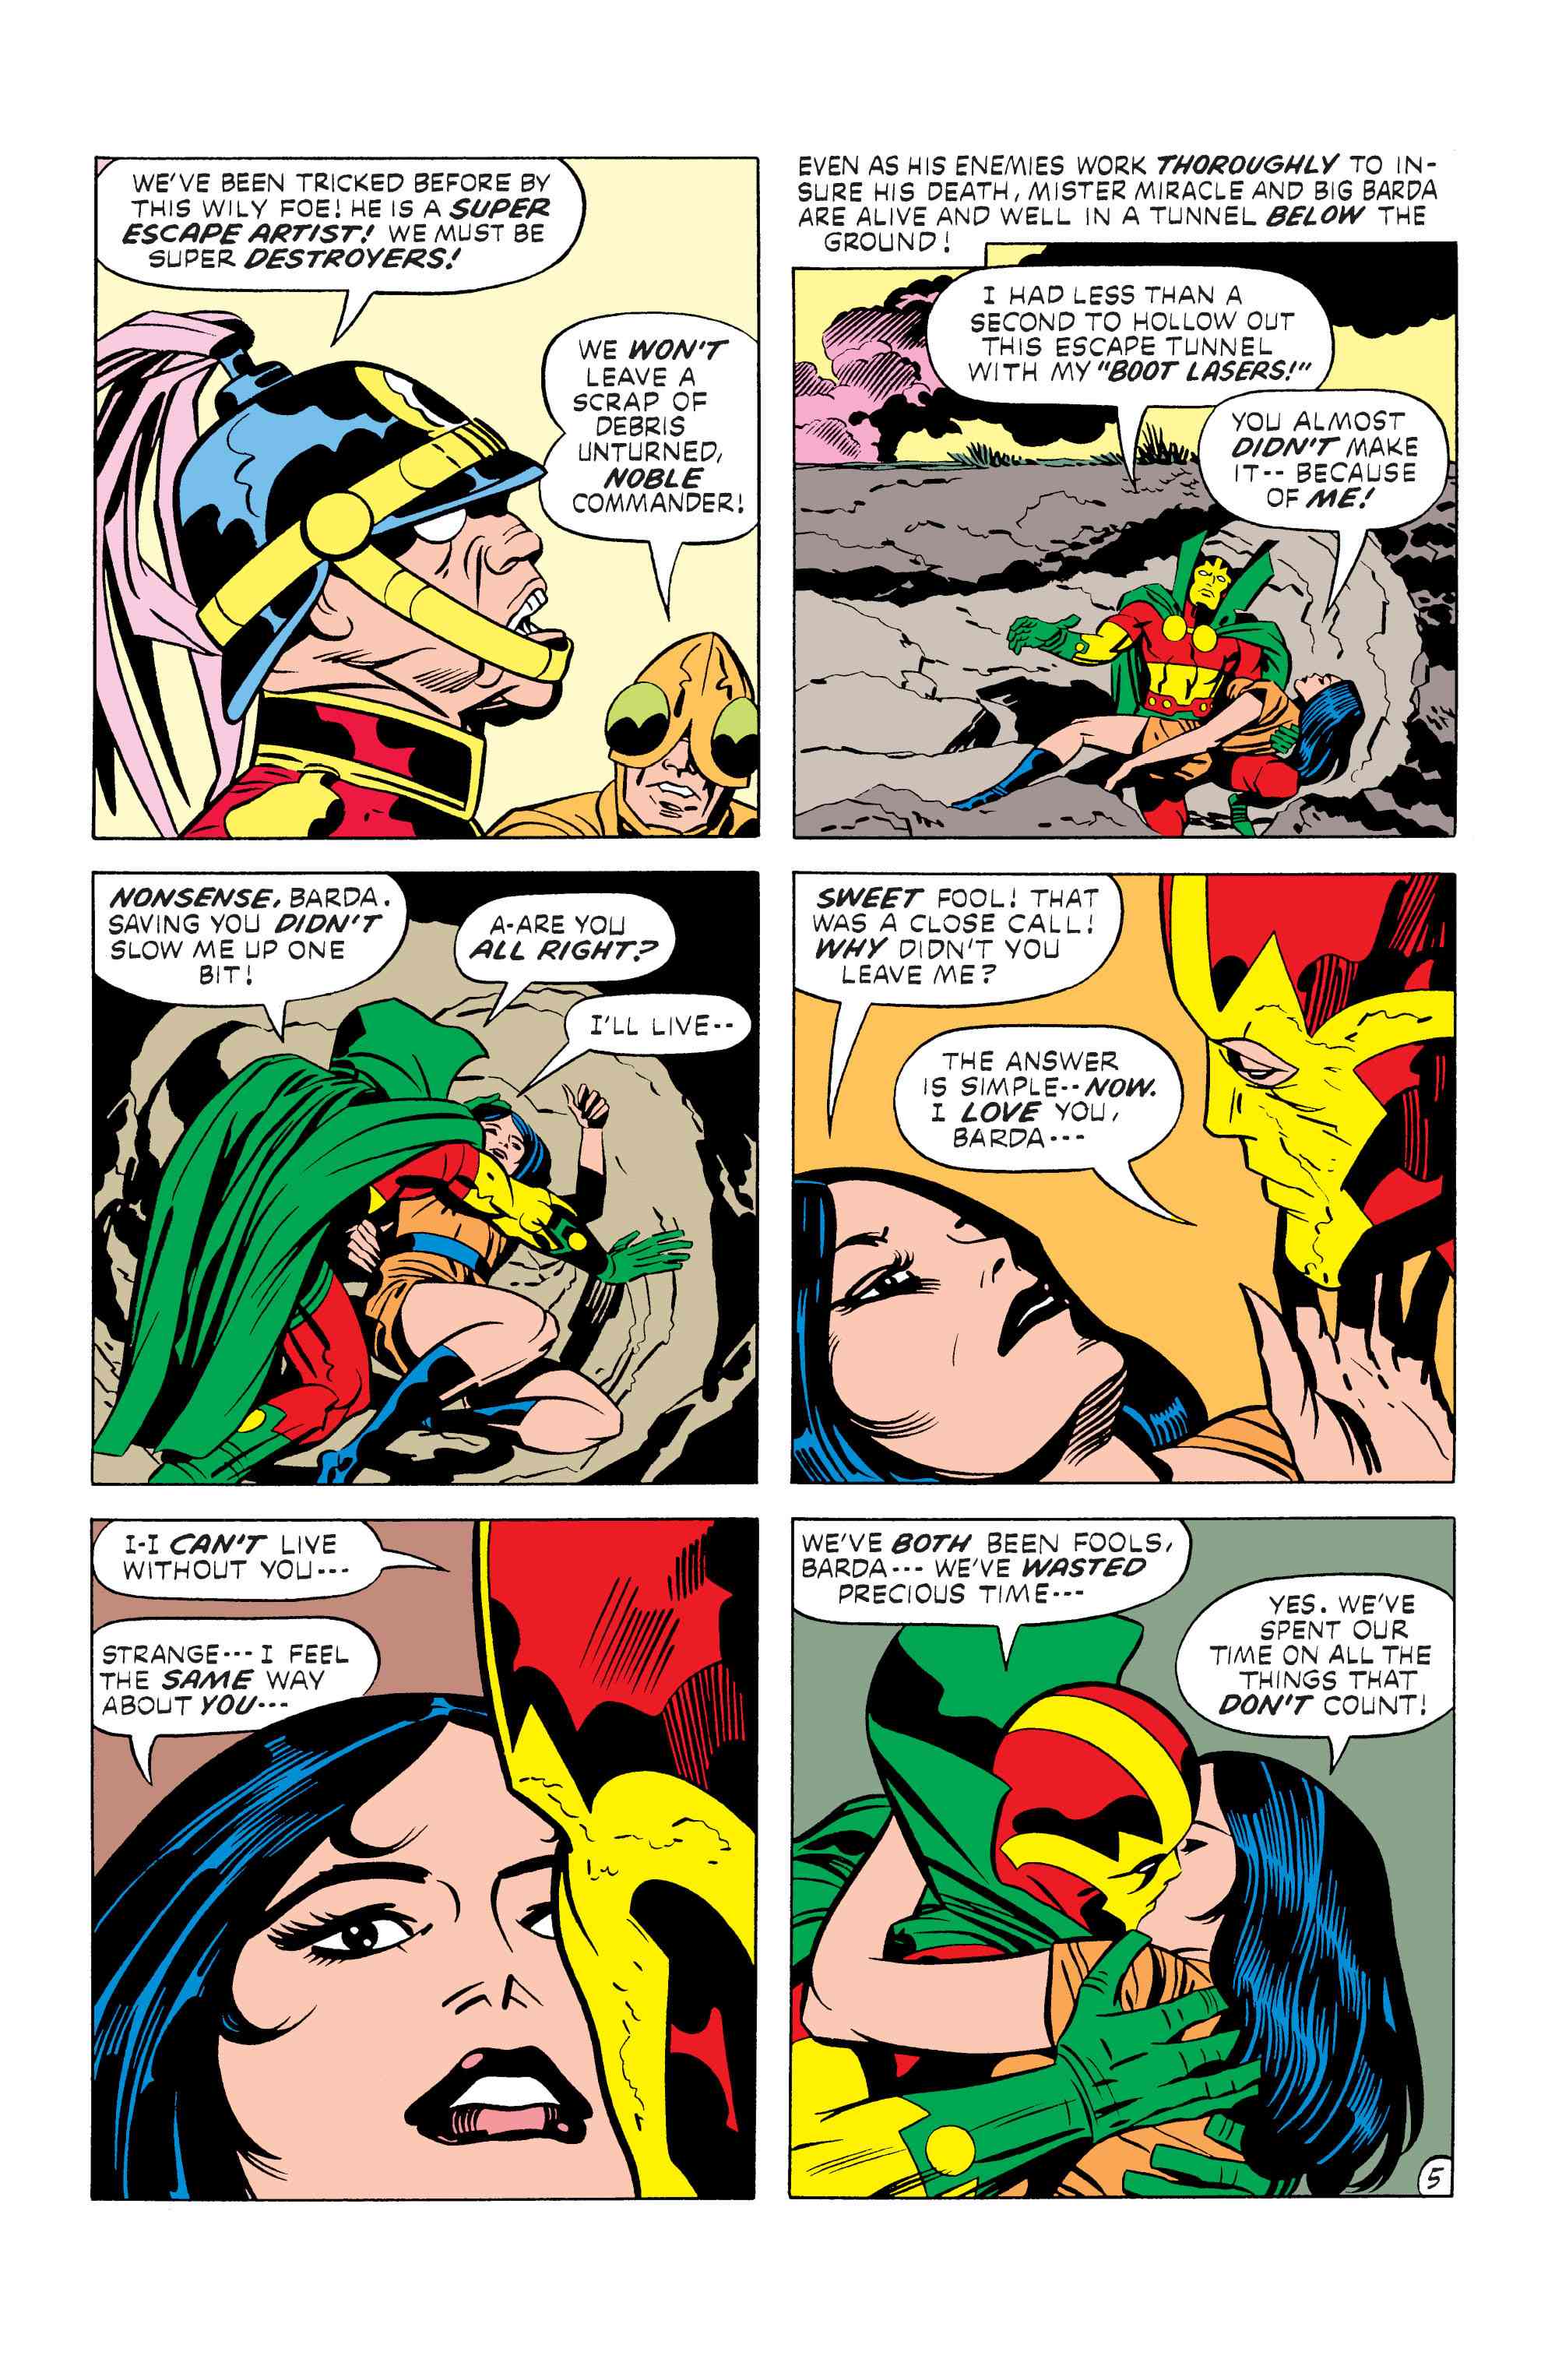 WE'VE BEEN TRICKED BEFORE BY
THIS WILY FOE! HE IS A SUPER
ESCAPE ARTIST! WE MUST BE
SUPER DESTROYERS!
WE WON'T
LEAVE A
SCRAP OF
DEBRIS
UNTURNED,
NOBLE
COMMANDER!
EVEN AS HIS ENEMIES WORK THOROUGHLY TO IN-
SURE HIS DEATH, MISTER MIRACLE AND BIG BARDA
ARE ALIVE AND WELL IN A TUNNEL BELOW THE
GROUND!
I HAD LESS THAN A
SECOND TO HOLLOW OUT
THIS ESCAPE TUNNEL
WITH MY "BOOT LASERS!"
YOU ALMOST
DIDN'T MAKE
IT-- BECAUSE
OF ME!
NONSENSE, BARDA.
SAVING YOU DIDN'T
SLOW ME UP ONE
BIT!
A-ARE YOU
ALL RIGHT?
I'LL LIVE--
SWEET FOOL! THAT
WAS A CLOSE CALL!
WHY DIDN'T YOU
LEAVE ME?
THE ANSWER
IS SIMPLE-- NOW.
I LOVE YOU,
BARDA---
I-I CAN'T LIVE
WITHOUT YOU---
STRANGE--- I FEEL
THE SAME WAY
ABOUT YOU---
WE'VE BOTH BEEN FOOLS,
BARDA--- WE'VE WASTED
PRECIOUS TIME---
YES. WE'VE
SPENT OUR
TIME ON ALL THE
THINGS THAT
DON'T COUNT!
5